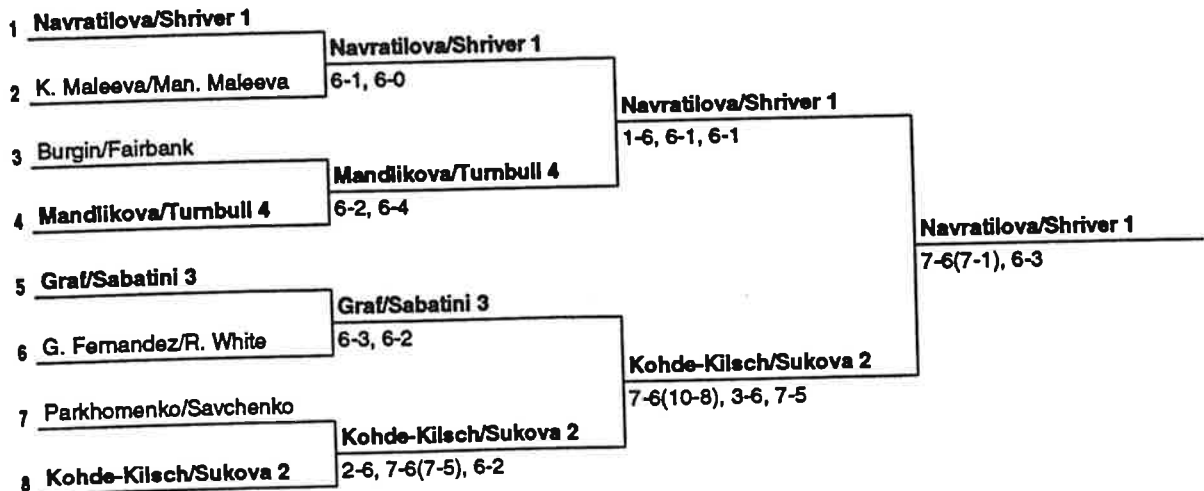 1 Navratilova/Shriver 1
2 K. Maleeva/Man. Maleeva
3 Burgin/Fairbank
4 Mandlikova/Turnbull 4
5 Graf/Sabatini 3
6 G. Fernandez/R. White
7 Parkhomenko/Savchenko
8 Kohde-Kilsch/Sukova 2
Navratilova/Shriver 1
6-1, 6-0
Mandlikova/Turnbull 4
6-2, 6-4
Graf/Sabatini 3
6-3, 6-2
Kohde-Kilsch/Sukova 2
2-6, 7-6(7-5), 6-2
Navratilova/Shriver 1
1-6, 6-1, 6-1
Kohde-Kilsch/Sukova 2
7-6(10-8), 3-6, 7-5
Navratilova/Shriver 1
7-6(7-1), 6-3